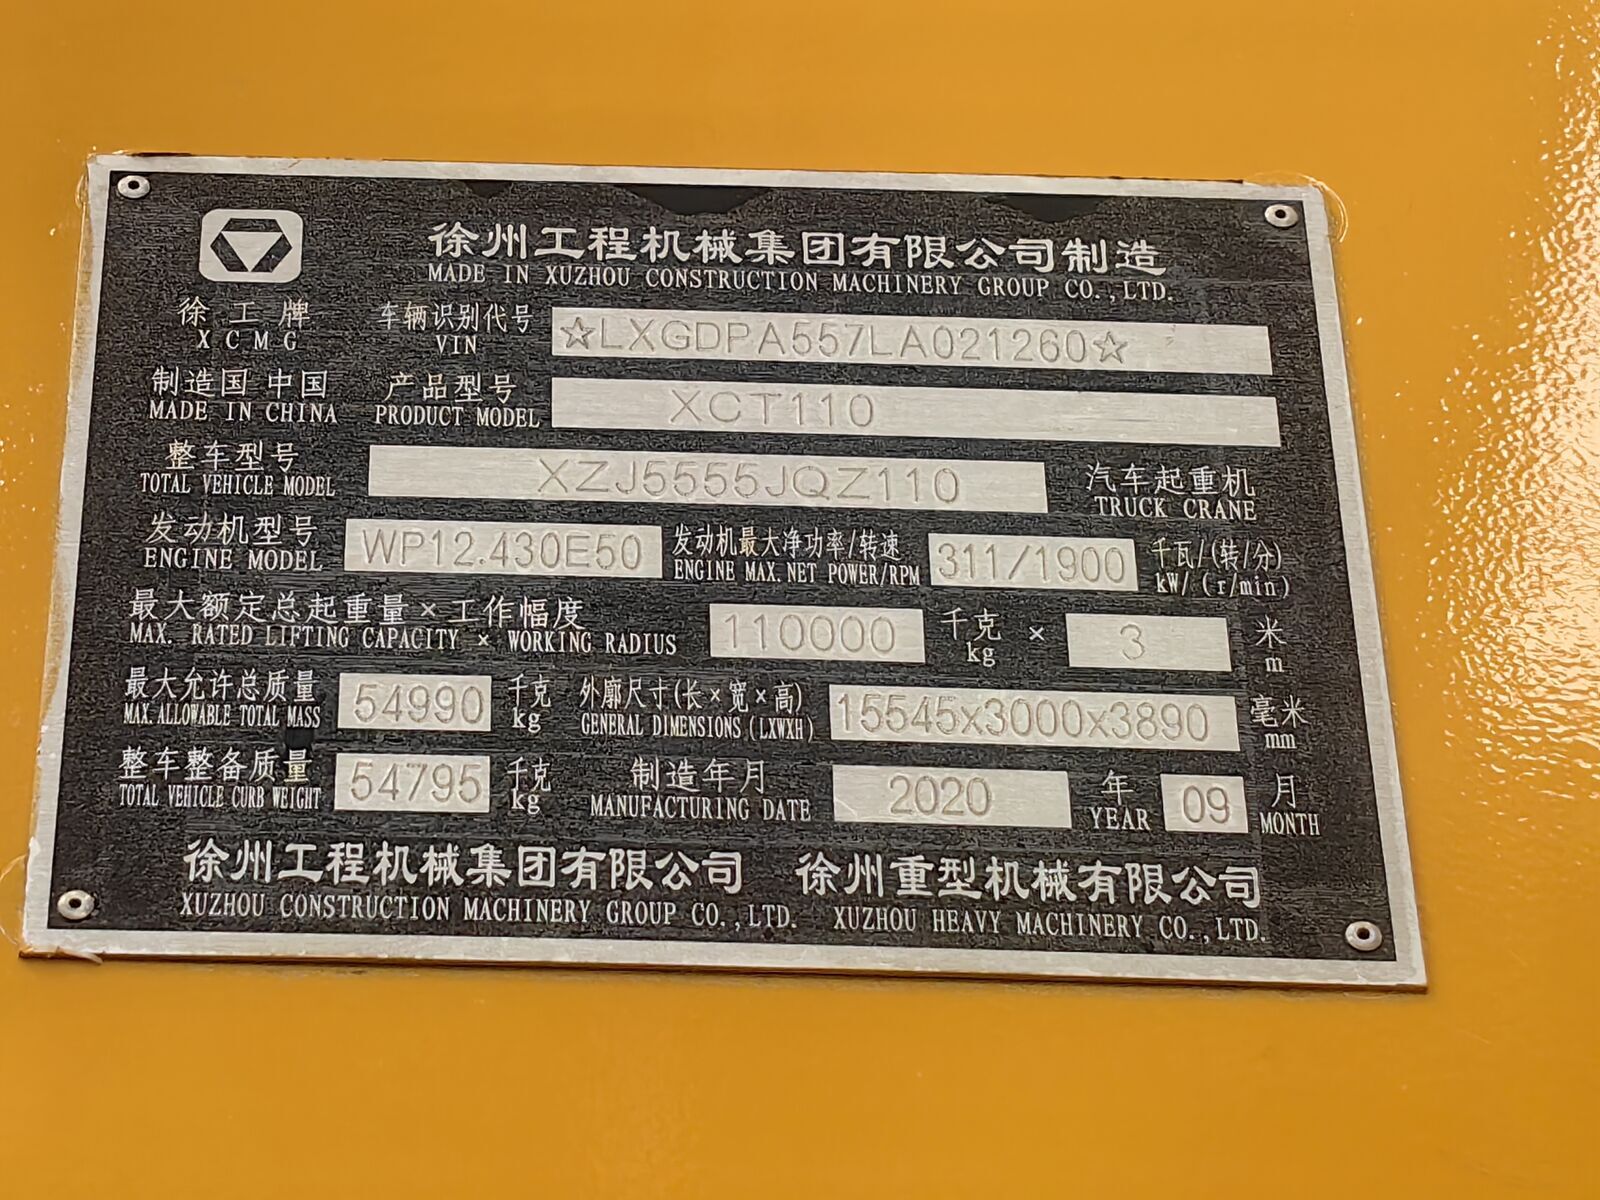 徐州工程机械集团有限公司制造
MADE IN XUZHOU CONSTRUCTION MACHINERY GROUP CO.,LTD.
徐工牌 车辆识别代号 ☆LXGDPA557LA021260☆
XCMG VIN
制造国 中国 产品型号 XCT110
MADE IN CHINA PRODUCT MODEL
整车型号 XZJ5555JQZ110 汽车起重机
TOTAL VEHICLE MODEL TRUCK CRANE
发动机型号 WP12.430E50 发动机最大净功率/转速 311/1900 千瓦/(转/分)
ENGINE MODEL ENGINE MAX.NET POWER/RPM kW/(r/min)
最大额定总起重量×工作幅度 110000 千克 × 3 米
MAX. RATED LIFTING CAPACITY × WORKING RADIUS kg m
最大允许总质量 54990 千克 外廓尺寸(长×宽×高) 15545x3000x3890 毫米
MAX.ALLOWABLE TOTAL MASS kg GENERAL DIMENSIONS(LXWXH) mm
整车整备质量 54795 千克 制造年月 2020 年 09 月
TOTAL VEHICLE CURB WEIGHT kg MANUFACTURING DATE YEAR MONTH
徐州工程机械集团有限公司 徐州重型机械有限公司
XUZHOU CONSTRUCTION MACHINERY GROUP CO.,LTD. XUZHOU HEAVY MACHINERY CO.,LTD.